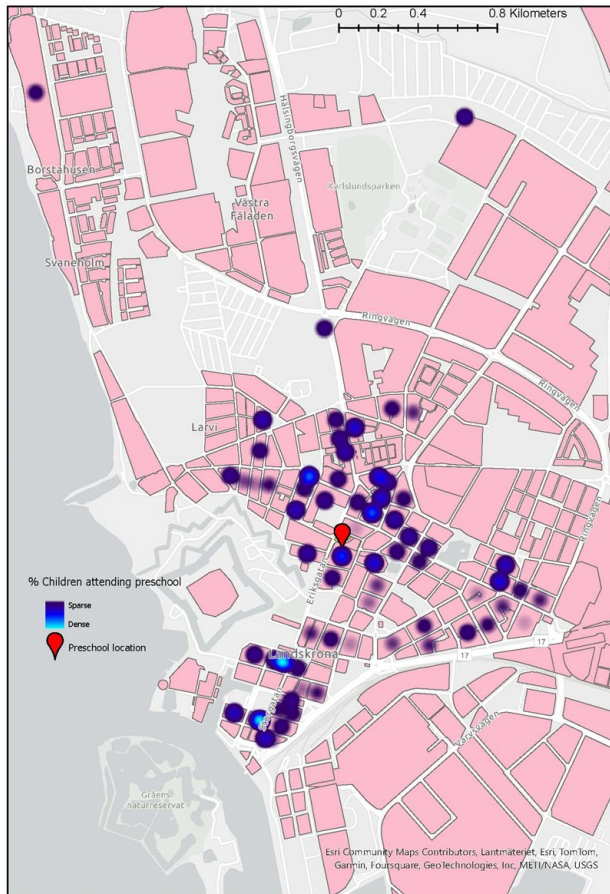 0 0.2 0.4 0.8 Kilometers
Hälsingborgsvägen
Karlslundsparken
Borstahusen
Västra
Fäladen
Svaneholm
Ringvägen
Ringvägen
Larvi
Ringvägen
% Children attending preschool
Sparse
Dense
Preschool location
Eriksgatan
Landskrona
17
17
Varvsvägen
Gråens
naturreservat
Esri Community Maps Contributors, Lantmäteriet, Esri, TomTom,
Garmin, Foursquare, GeoTechnologies, Inc, METI/NASA, USGS